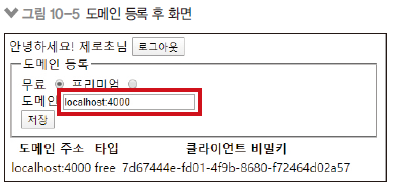 그림 10-5 도메인 등록 후 화면
안녕하세요! 제로초님 로그아웃
도메인 등록
무료 프리미엄
도메인 localhost:4000
저장
도메인 주소 타입 클라이언트 비밀키
localhost:4000 free 7d67444e-fd01-4f9b-8680-f72464d02a57